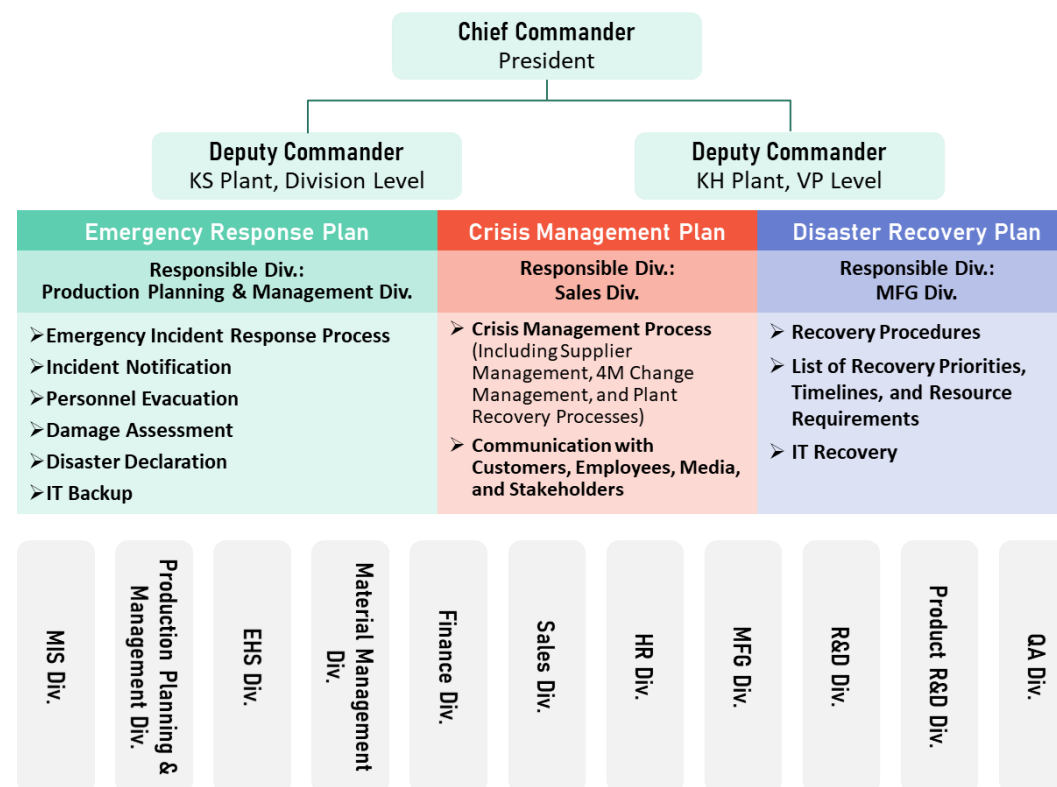 Chief Commander
President
Deputy Commander
KS Plant, Division Level
Deputy Commander
KH Plant, VP Level
Emergency Response Plan
Responsible Div.:
Production Planning & Management Div.
➢Emergency Incident Response Process
➢Incident Notification
➢Personnel Evacuation
➢Damage Assessment
➢Disaster Declaration
➢IT Backup
Crisis Management Plan
Responsible Div.:
Sales Div.
➢ Crisis Management Process
(Including Supplier
Management, 4M Change
Management, and Plant
Recovery Processes)
➢ Communication with
Customers, Employees, Media,
and Stakeholders
Disaster Recovery Plan
Responsible Div.:
MFG Div.
➢ Recovery Procedures
➢ List of Recovery Priorities,
Timelines, and Resource
Requirements
➢ IT Recovery
MIS Div.
Production Planning &
Management Div.
EHS Div.
Material Management
Div.
Finance Div.
Sales Div.
HR Div.
MFG Div.
R&D Div.
Product R&D Div.
QA Div.